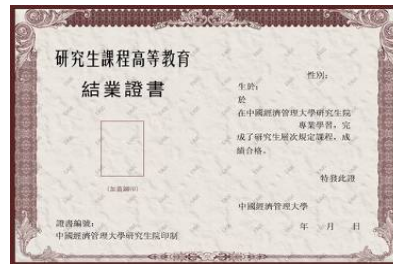 研究生課程高等教育
結業證書
(加蓋鋼印)
證書編號：
中國經濟管理大學研究生院印制
性別：
生於：
於
在中國經濟管理大學研究生院
專業學習，完
成了研究生層次規定課程，成
績合格。
特發此證
中國經濟管理大學
年 月 日